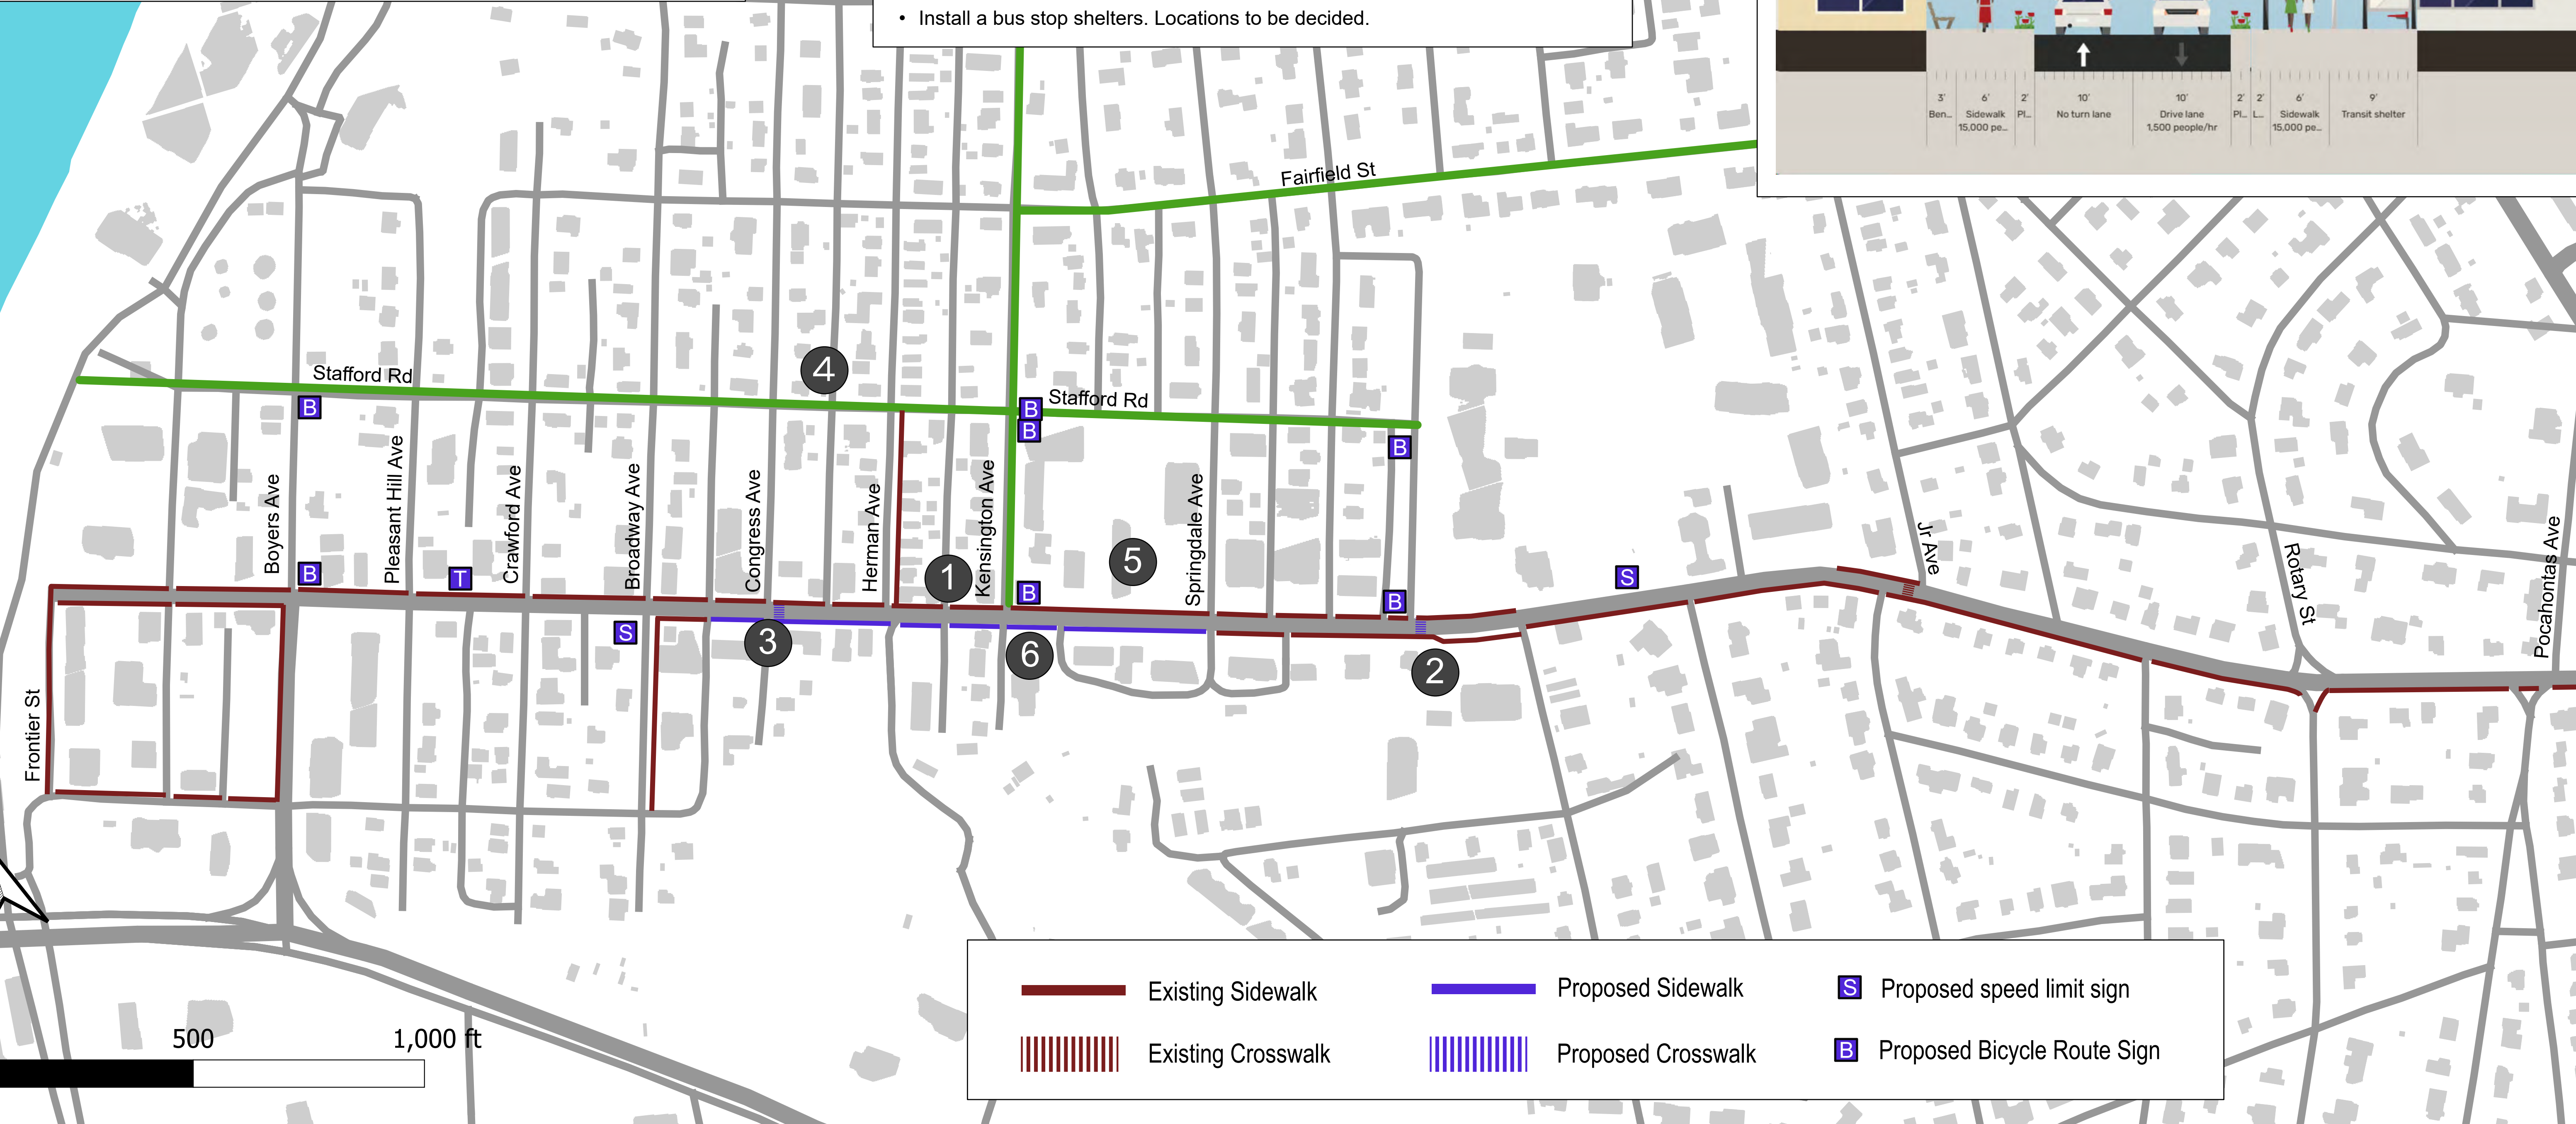 • Install a bus stop shelters. Locations to be decided.
3' 6' 2' 10' 10' 2' 2' 6' 9'
Ben... Sidewalk Pl... No turn lane Drive lane Pl... L... Sidewalk Transit shelter
15,000 pe... 1,500 people/hr 15,000 pe...
Fairfield St
4
Stafford Rd
Stafford Rd
B
B
B
B
Boyers Ave
Pleasant Hill Ave
Crawford Ave
Broadway Ave
Congress Ave
Herman Ave
Kensington Ave
Springdale Ave
Jr Ave
Rotary St
Pocahontas Ave
B
T
1
B
5
B
S
S
3
6
2
Frontier St
500 1,000 ft
Existing Sidewalk
Proposed Sidewalk
S Proposed speed limit sign
Existing Crosswalk
Proposed Crosswalk
B Proposed Bicycle Route Sign